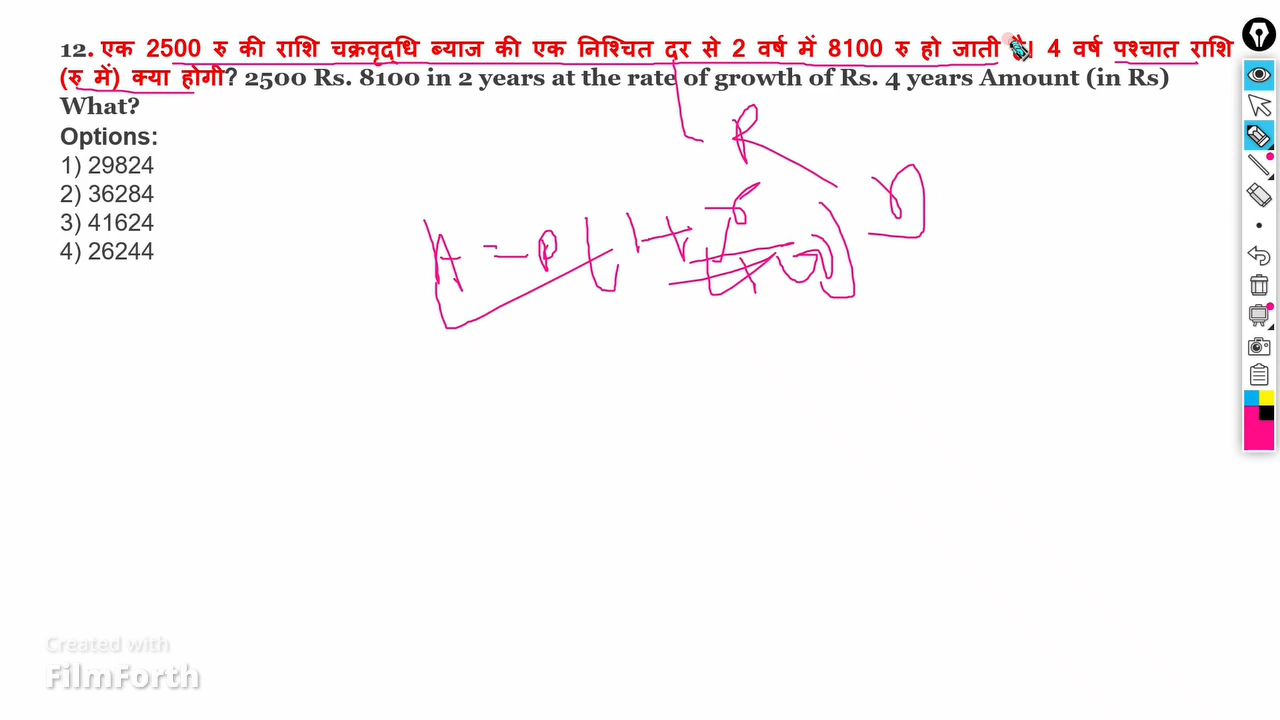 12. एक 2500 रु की राशि चक्रवृद्धि ब्याज की एक निश्चित दर से 2 वर्ष में 8100 रु हो जाती है। 4 वर्ष पश्चात राशि
(रु में) क्या होगी? 2500 Rs. 8100 in 2 years at the rate of growth of Rs. 4 years Amount (in Rs)
What?
Options:
1) 29824
2) 36284
3) 41624
4) 26244
R
A = P [ 1 + r
n
Created with
FilmForth